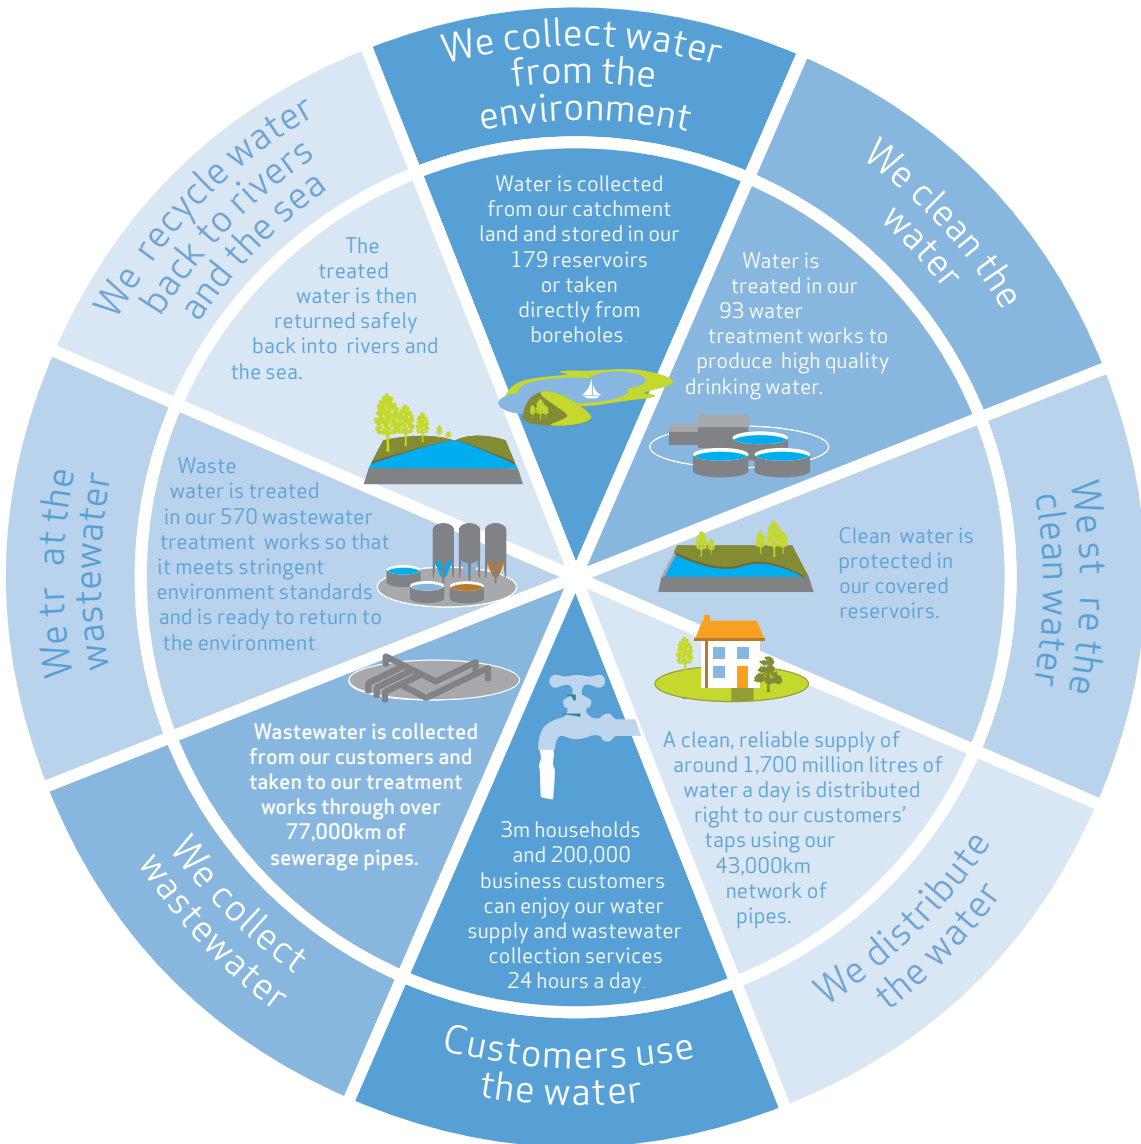 We collect water
from the
environment
Water is collected
from our catchment
land and stored in our
179 reservoirs
or taken
directly from
boreholes.
We clean the
water
Water is
treated in our
93 water
treatment works to
produce high quality
drinking water.
We st re the
clean water
Clean water is
protected in
our covered
reservoirs.
We distribute
the water
A clean, reliable supply of
around 1,700 million litres of
water a day is distributed
right to our customers'
taps using our
43,000km
network of
pipes.
Customers use
the water
3m households
and 200,000
business customers
can enjoy our water
supply and wastewater
collection services
24 hours a day.
We collect
wastewater
Wastewater is collected
from our customers and
taken to our treatment
works through over
77,000km of
sewerage pipes.
We tr at the
wastewater
Waste
water is treated
in our 570 wastewater
treatment works so that
it meets stringent
environment standards
and is ready to return to
the environment.
We recycle water
back to rivers
and the sea
The
treated
water is then
returned safely
back into rivers and
the sea.